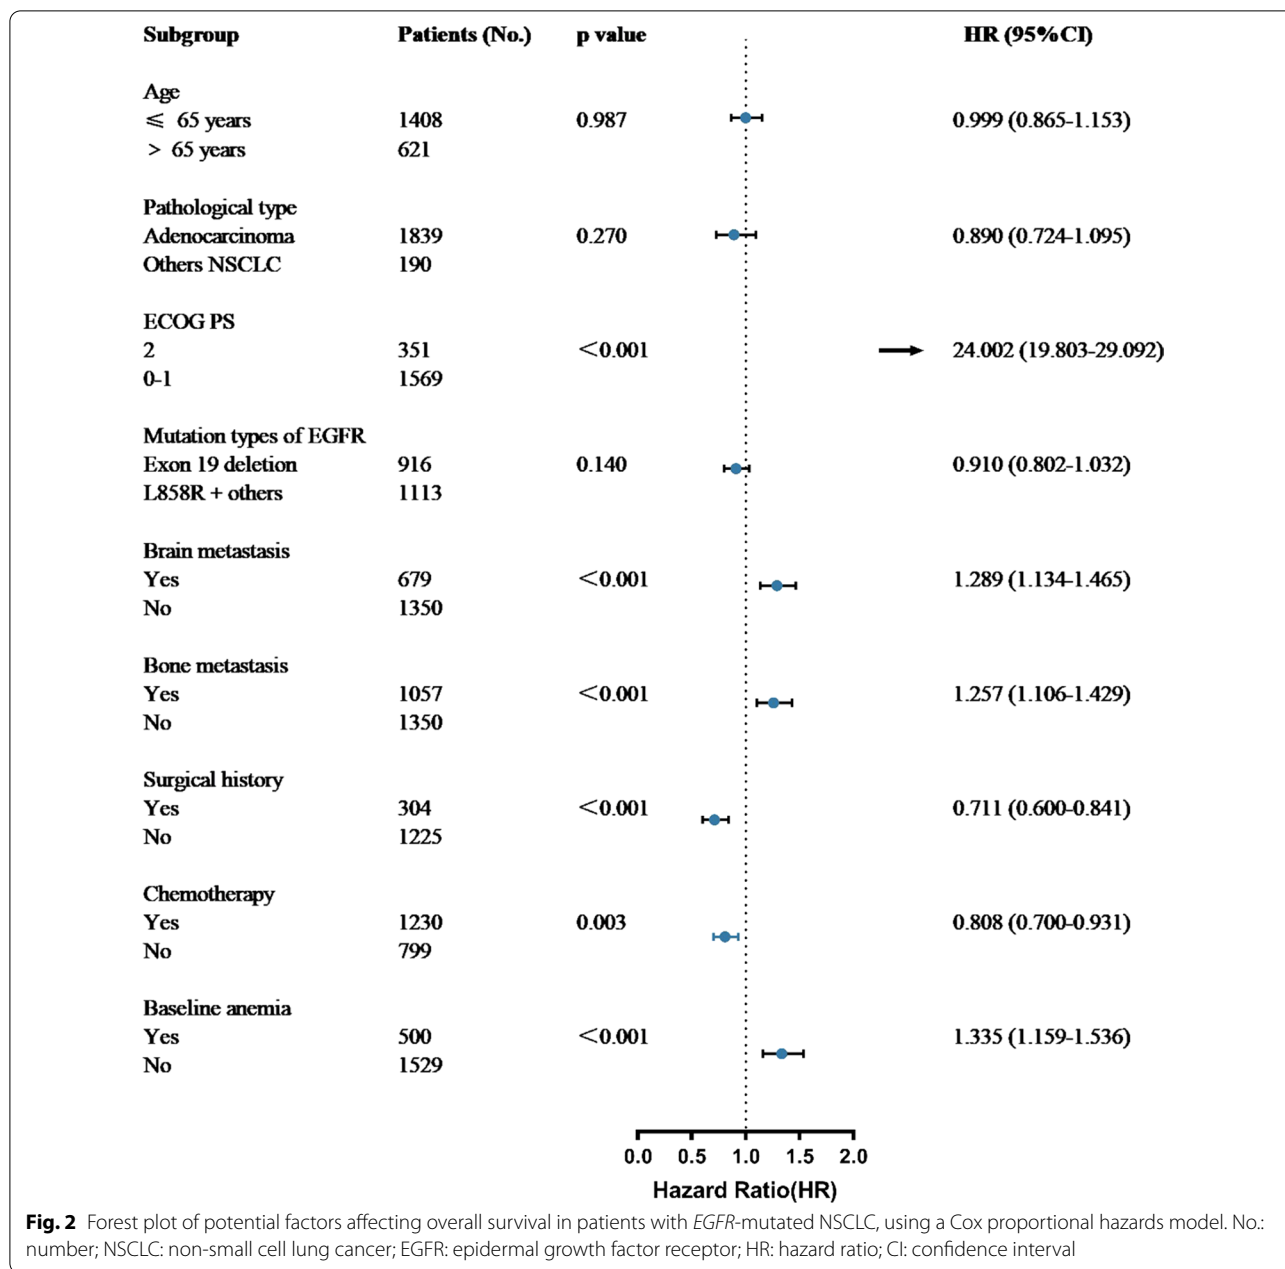 Subgroup Patients (No.) p value HR (95%CI)
Age
⩽ 65 years 1408 0.987 0.999 (0.865-1.153)
> 65 years 621
Pathological type
Adenocarcinoma 1839 0.270 0.890 (0.724-1.095)
Others NSCLC 190
ECOG PS
2 351 <0.001 24.002 (19.803-29.092)
0-1 1569
Mutation types of EGFR
Exon 19 deletion 916 0.140 0.910 (0.802-1.032)
L858R + others 1113
Brain metastasis
Yes 679 <0.001 1.289 (1.134-1.465)
No 1350
Bone metastasis
Yes 1057 <0.001 1.257 (1.106-1.429)
No 1350
Surgical history
Yes 304 <0.001 0.711 (0.600-0.841)
No 1225
Chemotherapy
Yes 1230 0.003 0.808 (0.700-0.931)
No 799
Baseline anemia
Yes 500 <0.001 1.335 (1.159-1.536)
No 1529
0.0 0.5 1.0 1.5 2.0
Hazard Ratio(HR)
Fig. 2 Forest plot of potential factors affecting overall survival in patients with EGFR-mutated NSCLC, using a Cox proportional hazards model. No.:
number; NSCLC: non-small cell lung cancer; EGFR: epidermal growth factor receptor; HR: hazard ratio; CI: confidence interval